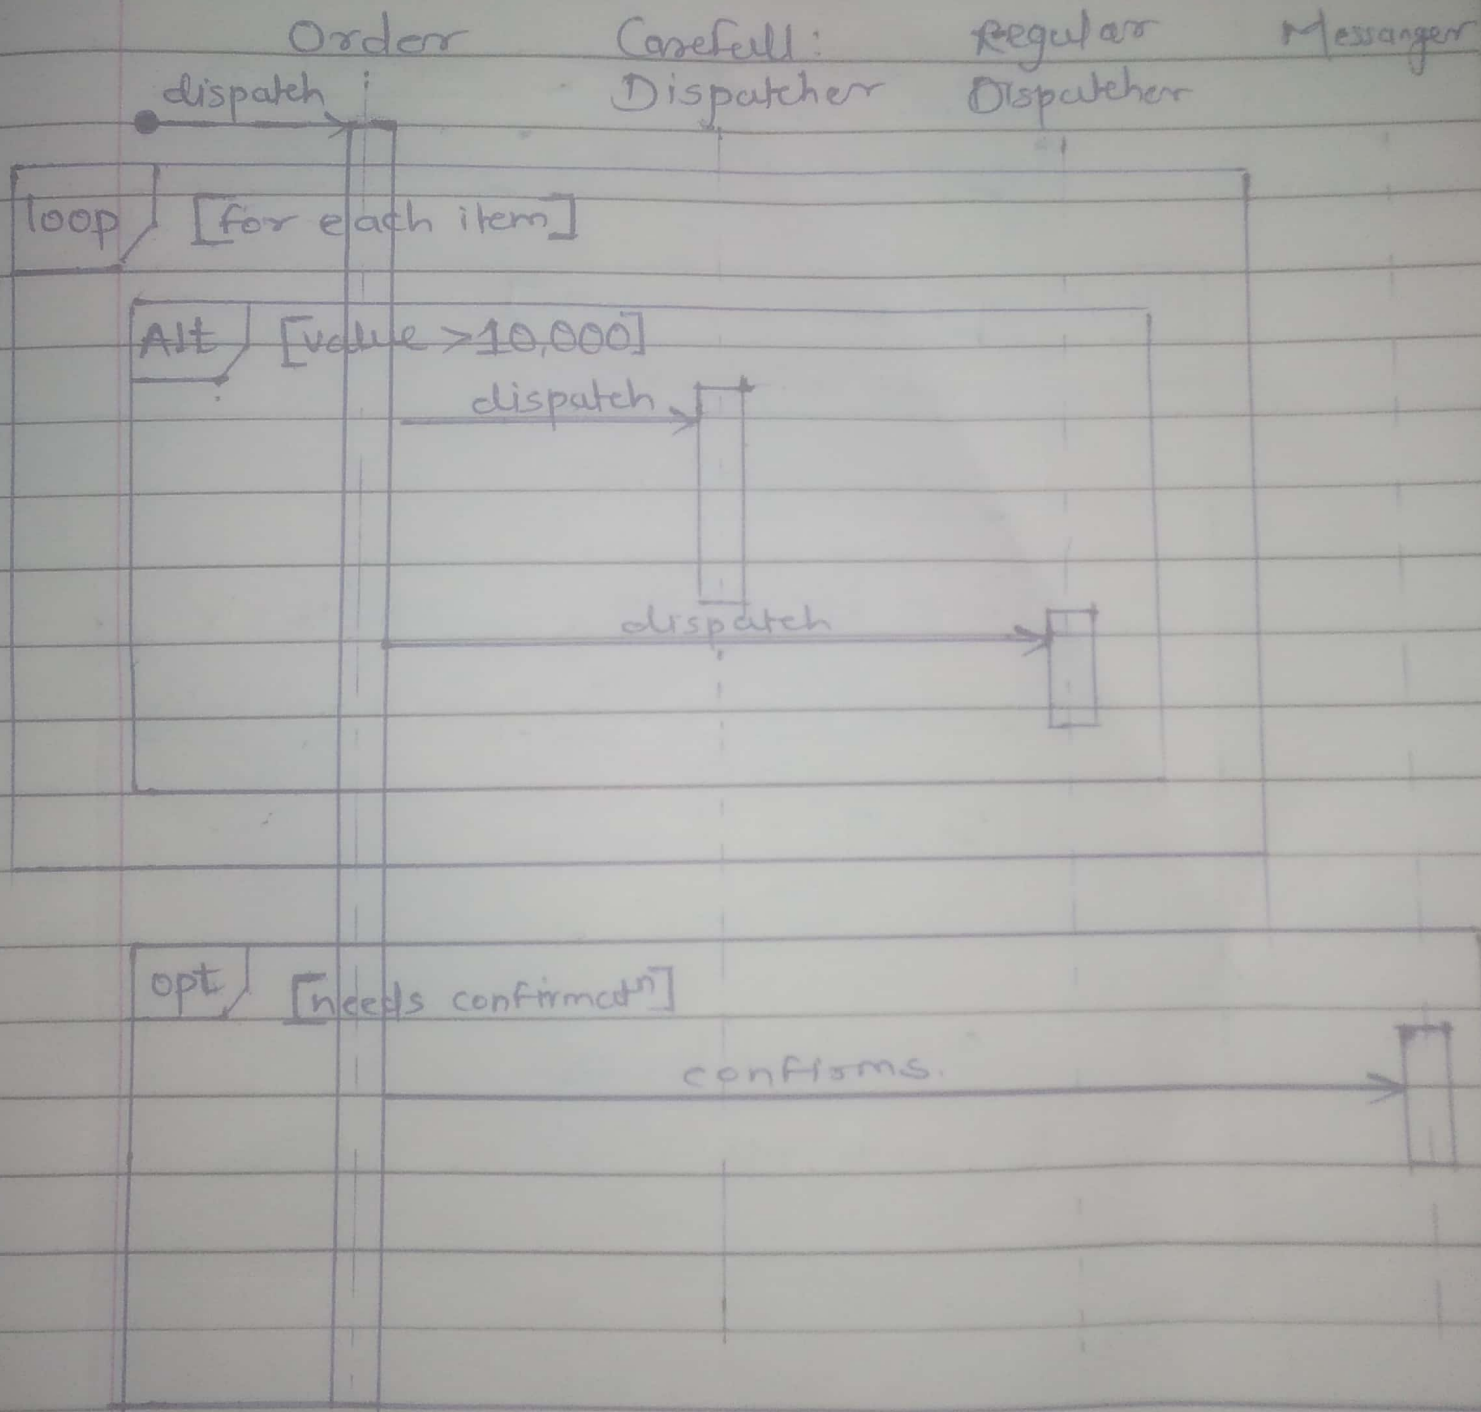 Order Carefull: Regular Messanger
dispatch Dispatcher Dispatcher
loop [for each item]
Alt [value >10,000]
dispatch
dispatch
opt [needs confirmatn]
confirms.